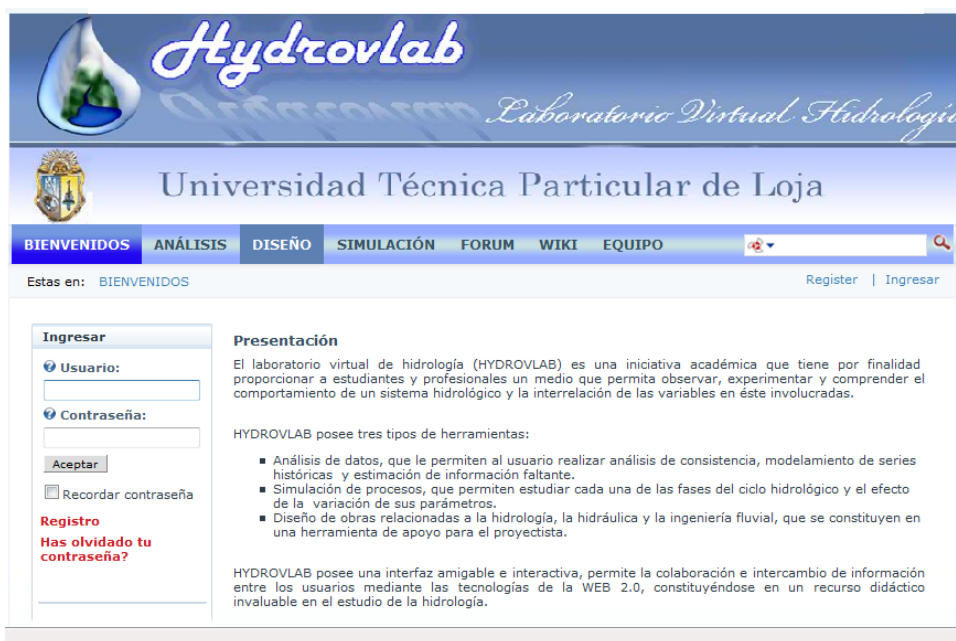 Hydrovlab
Laboratorio Virtual Hidrologí
Universidad Técnica Particular de Loja
BIENVENIDOS ANÁLISIS DISEÑO SIMULACIÓN FORUM WIKI EQUIPO
Estas en: BIENVENIDOS Register | Ingresar
Ingresar
Usuario:
Contraseña:
Aceptar
Recordar contraseña
Registro
Has olvidado tu
contraseña?
Presentación
El laboratorio virtual de hidrología (HYDROVLAB) es una iniciativa académica que tiene por finalidad
proporcionar a estudiantes y profesionales un medio que permita observar, experimentar y comprender el
comportamiento de un sistema hidrológico y la interrelación de las variables en éste involucradas.
HYDROVLAB posee tres tipos de herramientas:
Análisis de datos, que le permiten al usuario realizar análisis de consistencia, modelamiento de series
históricas y estimación de información faltante.
Simulación de procesos, que permiten estudiar cada una de las fases del ciclo hidrológico y el efecto
de la variación de sus parámetros.
Diseño de obras relacionadas a la hidrología, la hidráulica y la ingeniería fluvial, que se constituyen en
una herramienta de apoyo para el proyectista.
HYDROVLAB posee una interfaz amigable e interactiva, permite la colaboración e intercambio de información
entre los usuarios mediante las tecnologías de la WEB 2.0, constituyéndose en un recurso didáctico
invaluable en el estudio de la hidrología.